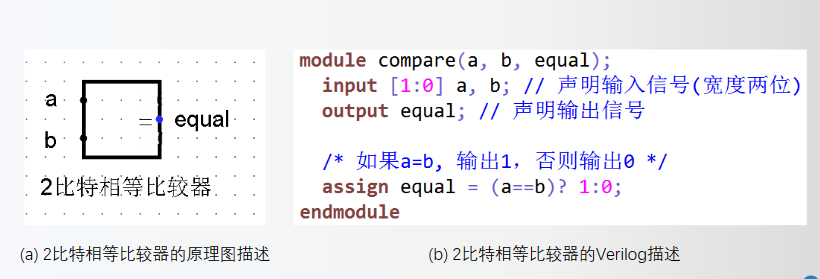 a
b
=
equal
2比特相等比较器
(a) 2比特相等比较器的原理图描述
module compare(a, b, equal);
input [1:0] a, b; // 声明输入信号(宽度两位)
output equal; // 声明输出信号
/* 如果a=b, 输出1, 否则输出0 */
assign equal = (a==b)? 1:0;
endmodule
(b) 2比特相等比较器的Verilog描述